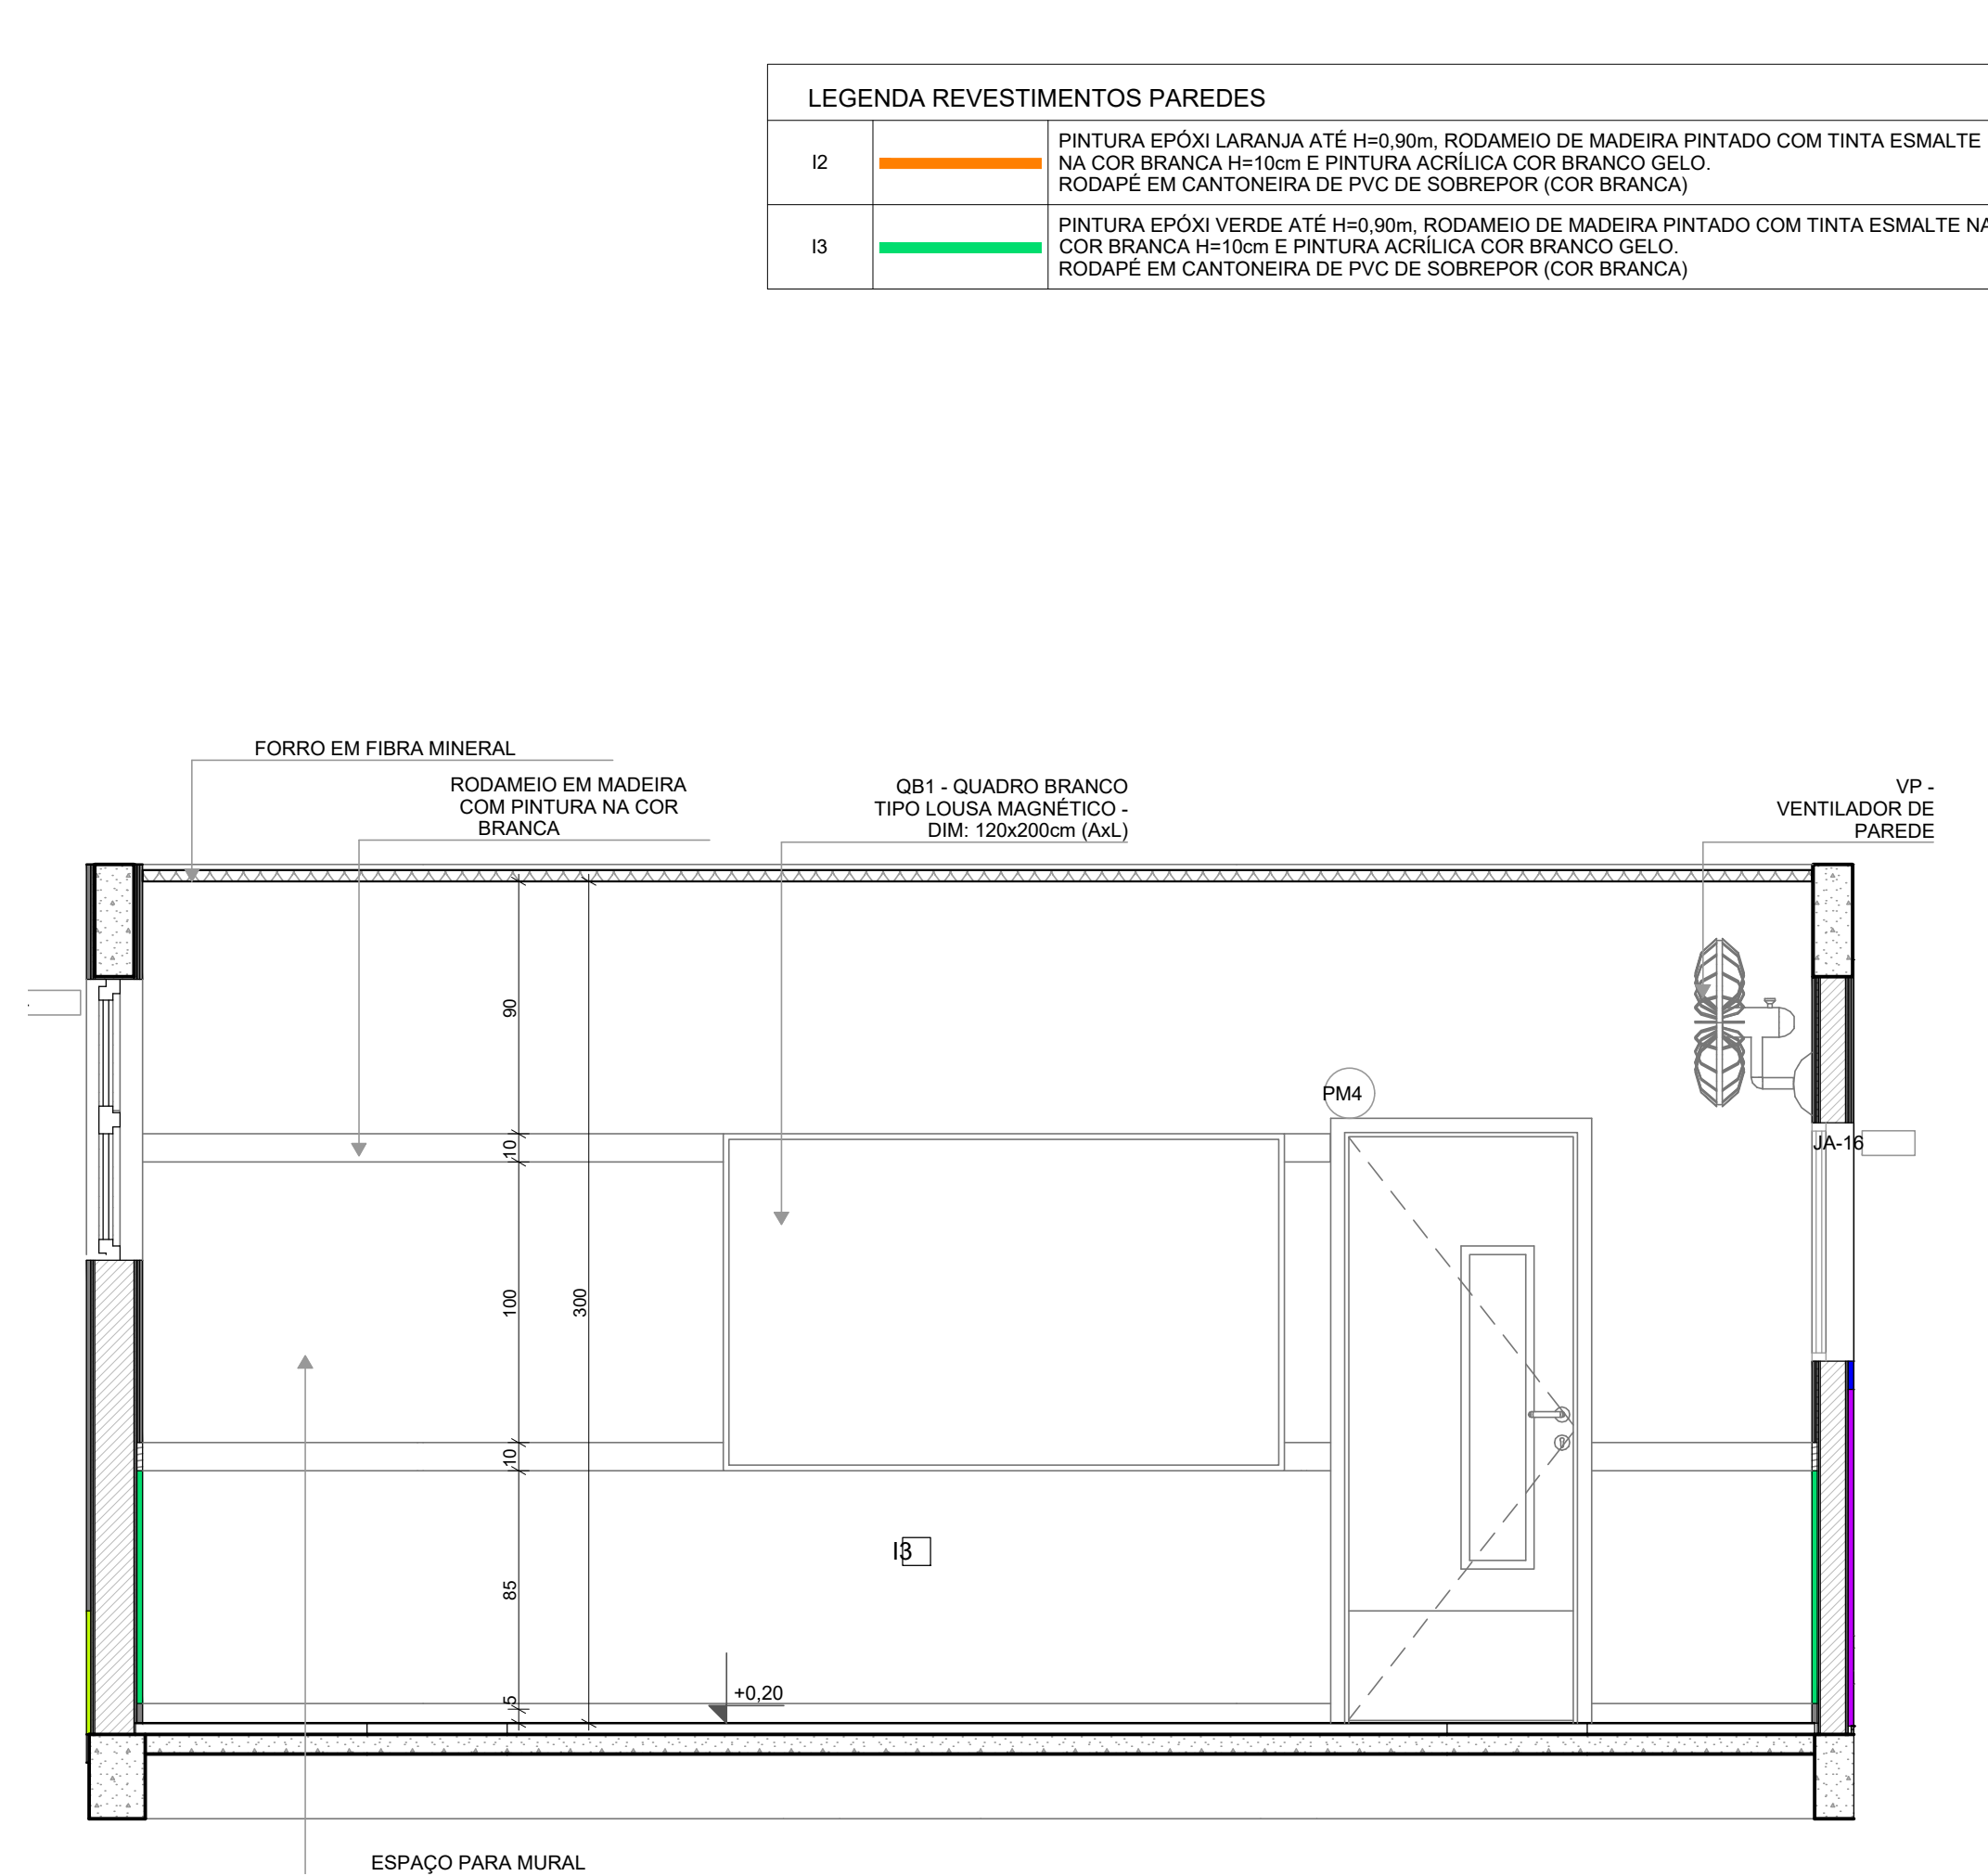 LEGENDA REVESTIMENTOS PAREDES
I2
PINTURA EPÓXI LARANJA ATÉ H=0,90m, RODAMEIO DE MADEIRA PINTADO COM TINTA ESMALTE
NA COR BRANCA H=10cm E PINTURA ACRÍLICA COR BRANCO GELO.
RODAPÉ EM CANTONEIRA DE PVC DE SOBREPOR (COR BRANCA)
I3
PINTURA EPÓXI VERDE ATÉ H=0,90m, RODAMEIO DE MADEIRA PINTADO COM TINTA ESMALTE NA
COR BRANCA H=10cm E PINTURA ACRÍLICA COR BRANCO GELO.
RODAPÉ EM CANTONEIRA DE PVC DE SOBREPOR (COR BRANCA)
FORRO EM FIBRA MINERAL
RODAMEIO EM MADEIRA
COM PINTURA NA COR
BRANCA
QB1 - QUADRO BRANCO
TIPO LOUSA MAGNÉTICO -
DIM: 120x200cm (AxL)
VP -
VENTILADOR DE
PAREDE
90
PM4
10
JA-16
100
300
10
I3
85
5
+0,20
ESPAÇO PARA MURAL